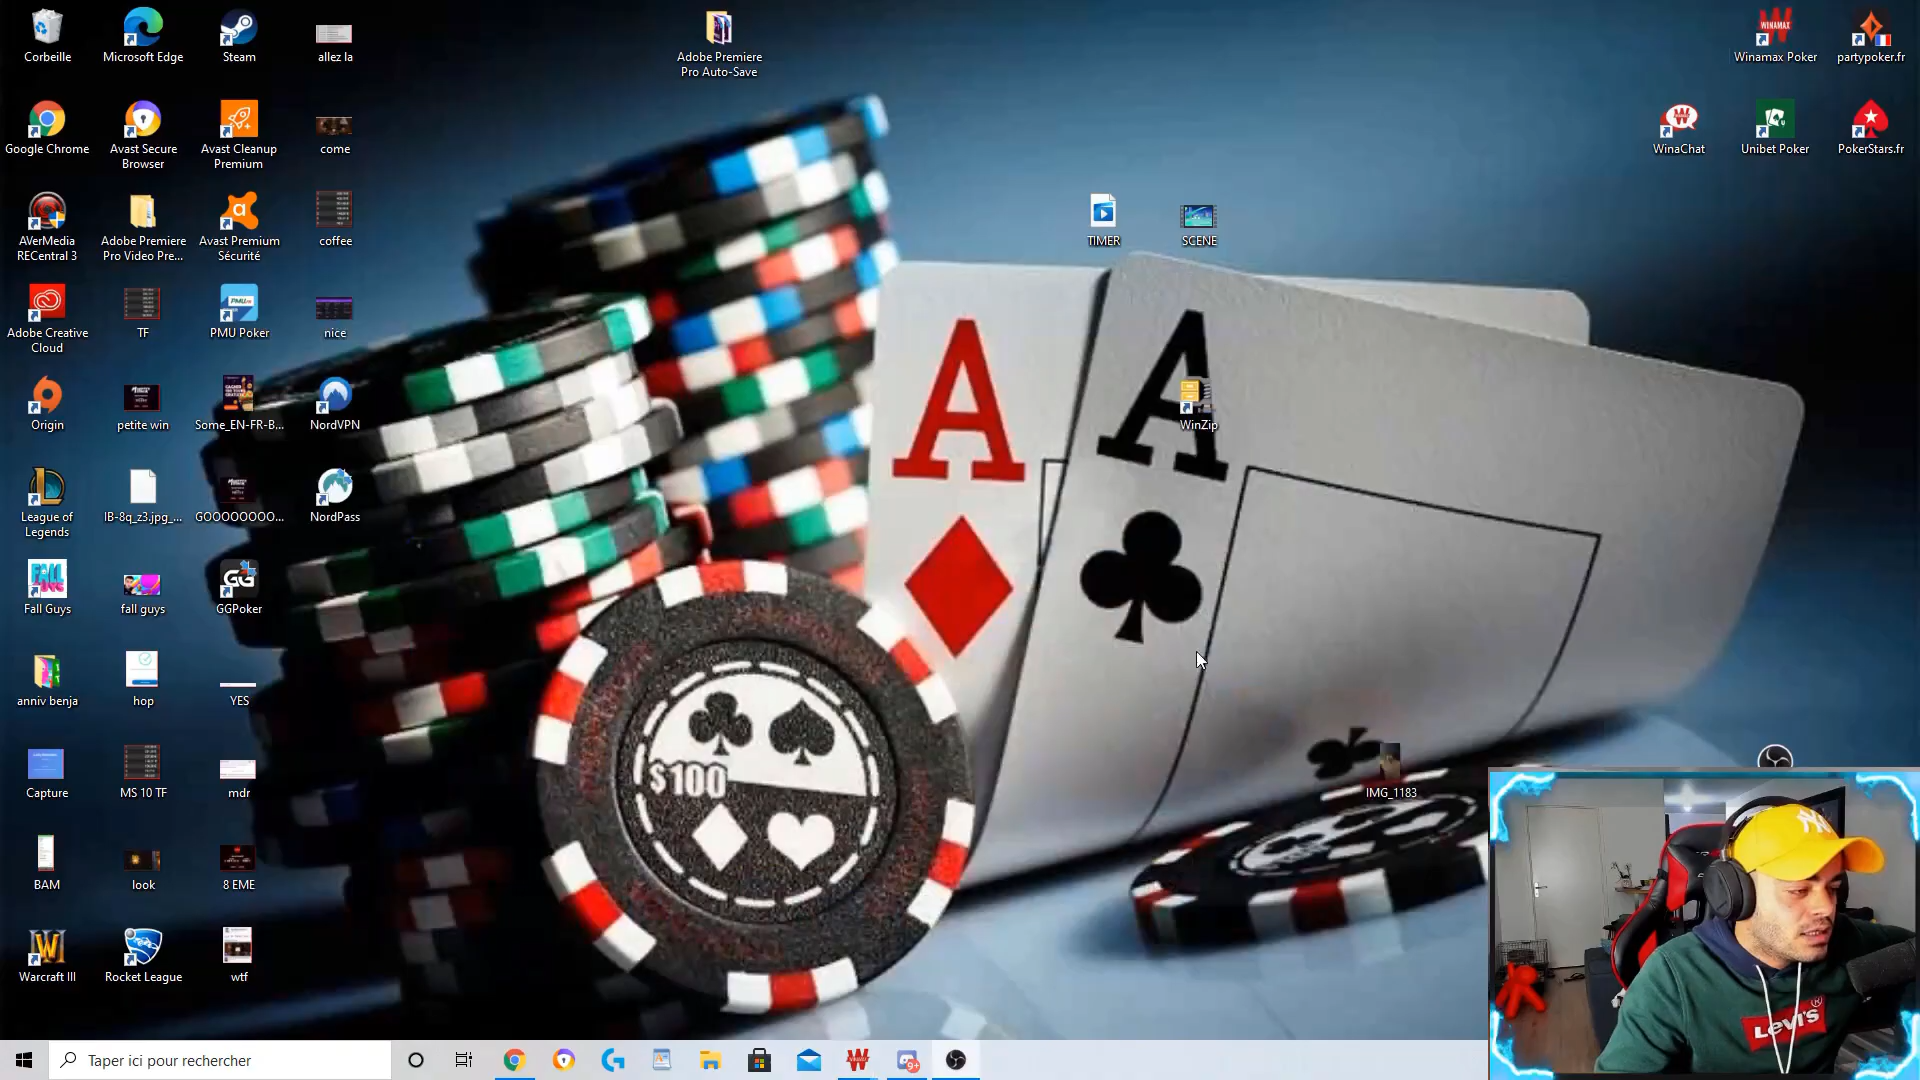 Corbeille
Microsoft Edge
Steam
allez la
Adobe Premiere
Pro Auto-Save
WINAMAX
Winamax Poker
partypoker.fr
Google Chrome
Avast Secure
Browser
Avast Cleanup
Premium
come
WinaChat
Unibet Poker
PokerStars.fr
AVerMedia
RECentral 3
Adobe Premiere
Pro Video Pre...
Avast Premium
Sécurité
coffee
TIMER
SCENE
Adobe Creative
Cloud
TF
PMU
PMU Poker
nice
Origin
petite win
Some_EN-FR-B...
NordVPN
A
A
WinZip
League of
Legends
IB-8q_z3.jpg_...
GOOOOOOOO...
NordPass
FALL
Fall Guys
fall guys
GG
GGPoker
anniv benja
hop
YES
$100
Capture
MS 10 TF
mdr
IMG_1183
BAM
look
8 EME
Warcraft III
Rocket League
wtf
Levi's
Taper ici pour rechercher
9+